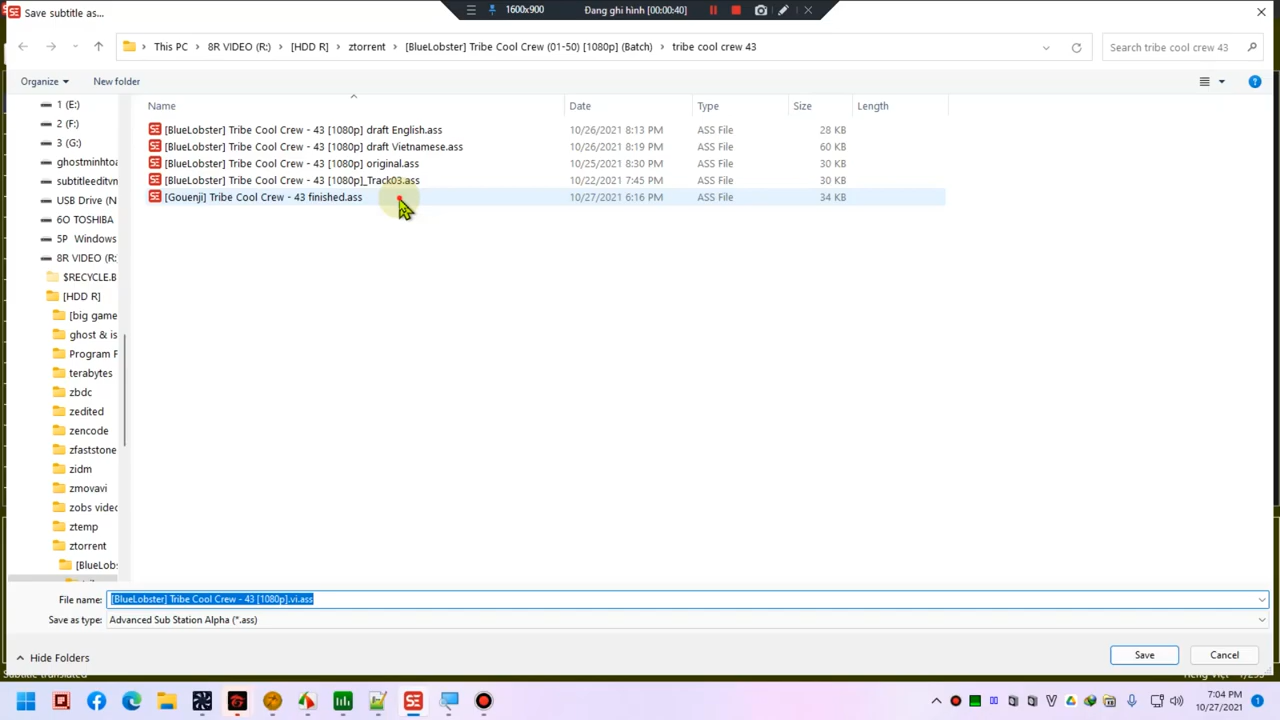 Save subtitle as...
1600x900
Đang ghi hình [00:00:40]
This PC
8R VIDEO (R:)
[HDD R]
ztorrent
[BlueLobster] Tribe Cool Crew (01-50) [1080p] (Batch)
tribe cool crew 43
Search tribe cool crew 43
Organize
New folder
Name
Date
Type
Size
Length
[BlueLobster] Tribe Cool Crew - 43 [1080p] draft English.ass 10/26/2021 8:13 PM ASS File 28 KB
[BlueLobster] Tribe Cool Crew - 43 [1080p] draft Vietnamese.ass 10/26/2021 8:19 PM ASS File 60 KB
[BlueLobster] Tribe Cool Crew - 43 [1080p] original.ass 10/25/2021 8:30 PM ASS File 30 KB
[BlueLobster] Tribe Cool Crew - 43 [1080p]_Track03.ass 10/22/2021 7:45 PM ASS File 30 KB
[Gouenji] Tribe Cool Crew - 43 finished.ass 10/27/2021 6:16 PM ASS File 34 KB
1 (E:)
2 (F:)
3 (G:)
ghostminhtoa
subtitleeditvn
USB Drive (N
6O TOSHIBA
5P Windows
8R VIDEO (R:
$RECYCLE.B
[HDD R]
[big game
ghost & is
Program F
terabytes
zbdc
zedited
zencode
zfaststone
zidm
zmovavi
zobs video
ztemp
ztorrent
[BlueLobs
File name:
[BlueLobster] Tribe Cool Crew - 43 [1080p].vi.ass
Save as type:
Advanced Sub Station Alpha (*.ass)
Hide Folders
Save
Cancel
Subtitle translated
Tiếng Việt
1/293
7:04 PM
10/27/2021